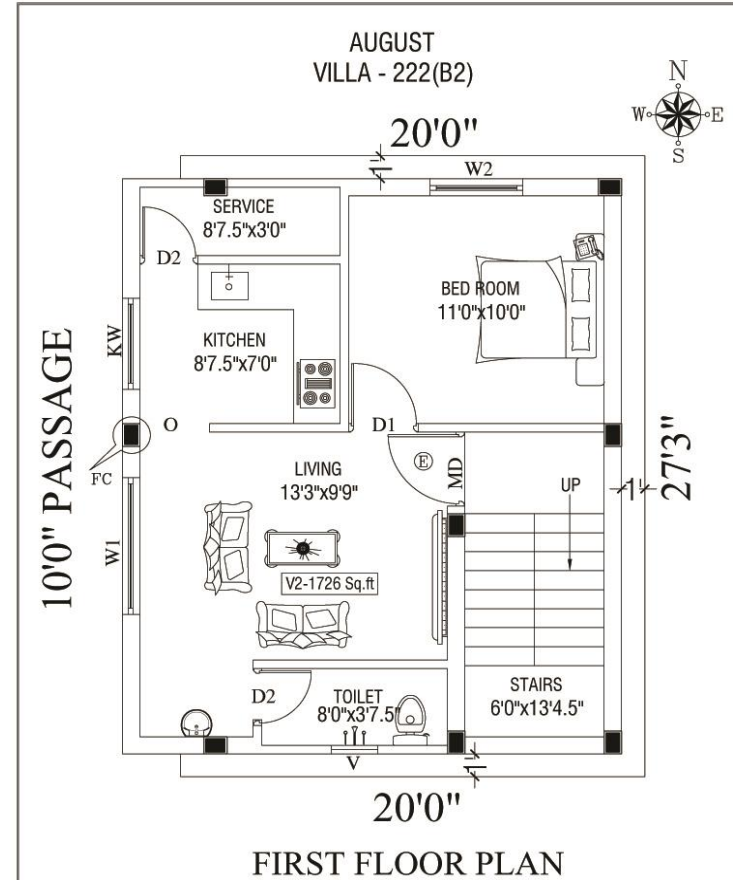 AUGUST
VILLA - 222(B2)
N
W
E
S
20'0"
1'
W2
SERVICE
8'7.5"x3'0"
D2
BED ROOM
11'0"x10'0"
KW
KITCHEN
8'7.5"x7'0"
10'0" PASSAGE
O
D1
FC
E
MD
LIVING
13'3"x9'9"
UP
1'
27'3"
W1
V2-1726 Sq.ft
D2
TOILET
8'0"x3'7.5"
STAIRS
6'0"x13'4.5"
V
1'
20'0"
FIRST FLOOR PLAN